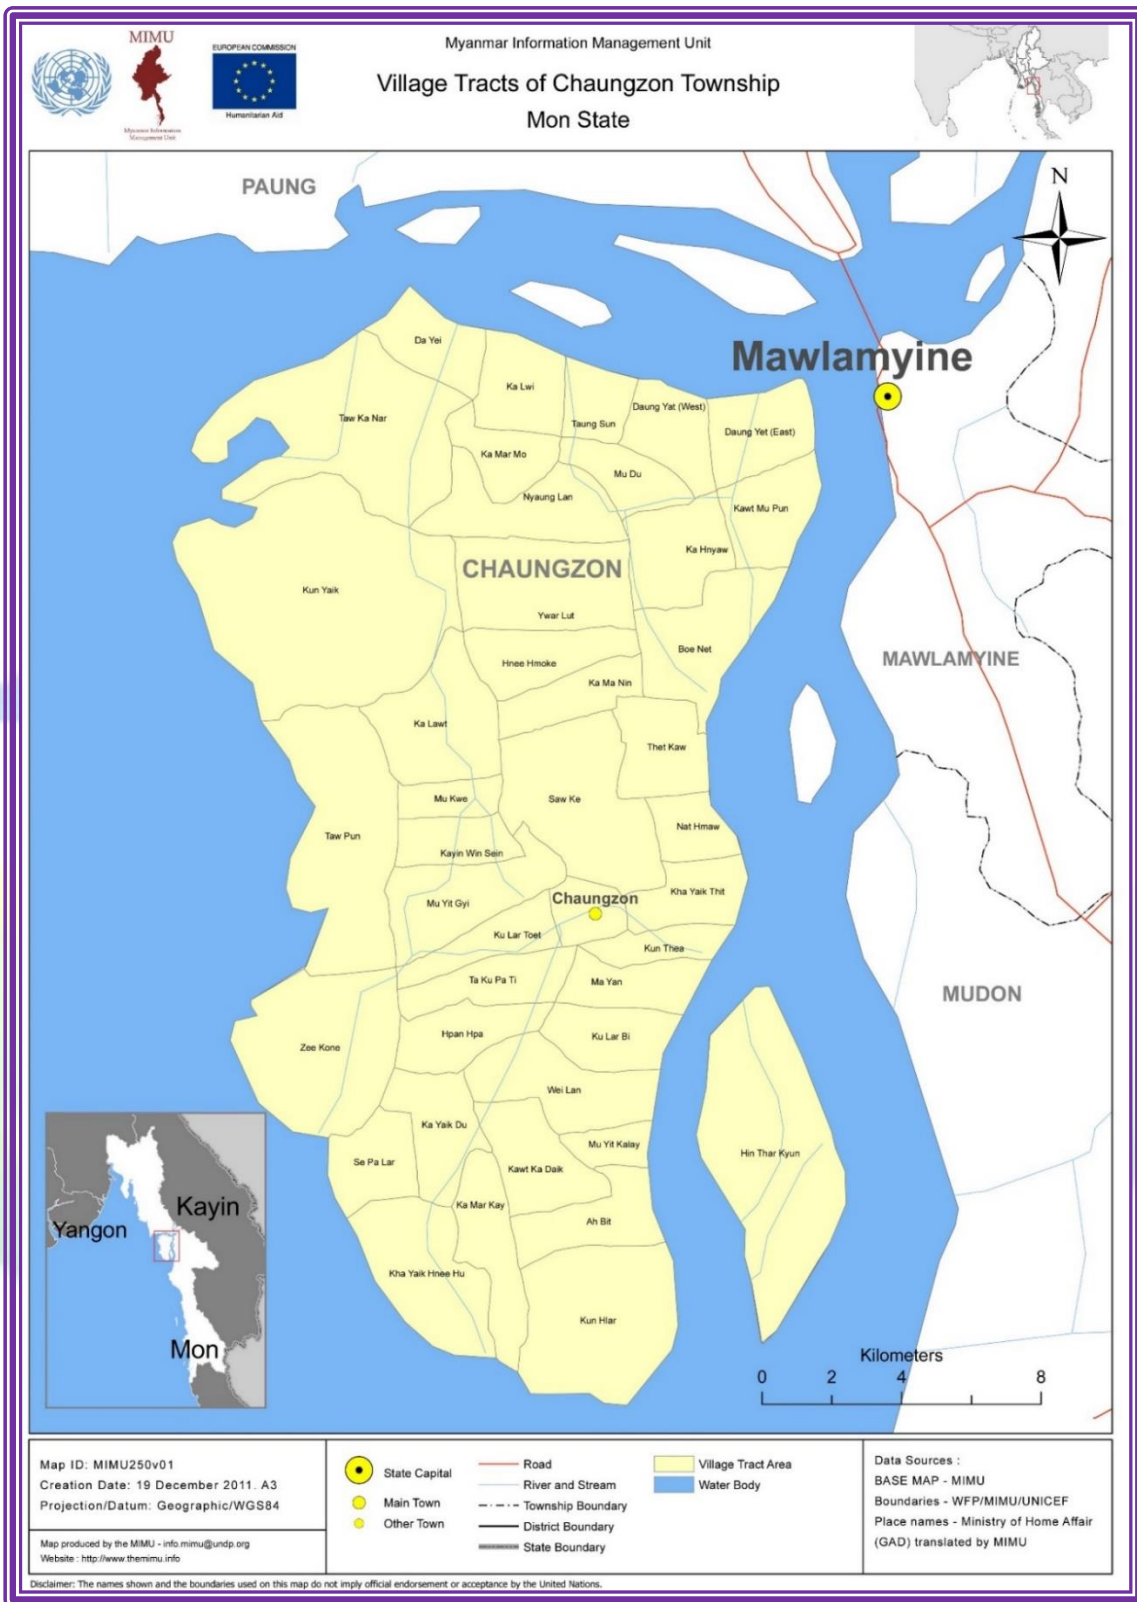 MIMU
Myanmar Information
Management Unit
EUROPEAN COMMISSION
Humanitarian Aid
Myanmar Information Management Unit
Village Tracts of Chaungzon Township
Mon State
PAUNG
N
Mawlamyine
Da Yei
Ka Lwi
Taw Ka Nar
Taung Sun
Daung Yat (West)
Daung Yet (East)
Ka Mar Mo
Mu Du
Nyaung Lan
Kawt Mu Pun
Ka Hnyaw
CHAUNGZON
Kun Yaik
Ywar Lut
Boe Net
MAWLAMYINE
Hnee Hmoke
Ka Ma Nin
Ka Lawt
Thet Kaw
Mu Kwe
Saw Ke
Nat Hmaw
Taw Pun
Kayin Win Sein
Kha Yaik Thit
Mu Yit Gyi
Chaungzon
Ku Lar Toet
Kun Thea
Ta Ku Pa Ti
Ma Yan
MUDON
Hpan Hpa
Ku Lar Bi
Zee Kone
Wei Lan
Ka Yaik Du
Mu Yit Kalay
Hin Thar Kyun
Se Pa Lar
Kawt Ka Daik
Ka Mar Kay
Ah Bit
Kha Yaik Hnee Hu
Kun Hlar
Kayin
Yangon
Mon
Kilometers
0 2 4 8
Map ID: MIMU250v01
Creation Date: 19 December 2011. A3
Projection/Datum: Geographic/WGS84
Map produced by the MIMU - info.mimu@undp.org
Website : http://www.themimu.info
State Capital
Main Town
Other Town
Road
River and Stream
Township Boundary
District Boundary
State Boundary
Village Tract Area
Water Body
Data Sources :
BASE MAP - MIMU
Boundaries - WFP/MIMU/UNICEF
Place names - Ministry of Home Affair
(GAD) translated by MIMU
Disclaimer: The names shown and the boundaries used on this map do not imply official endorsement or acceptance by the United Nations.